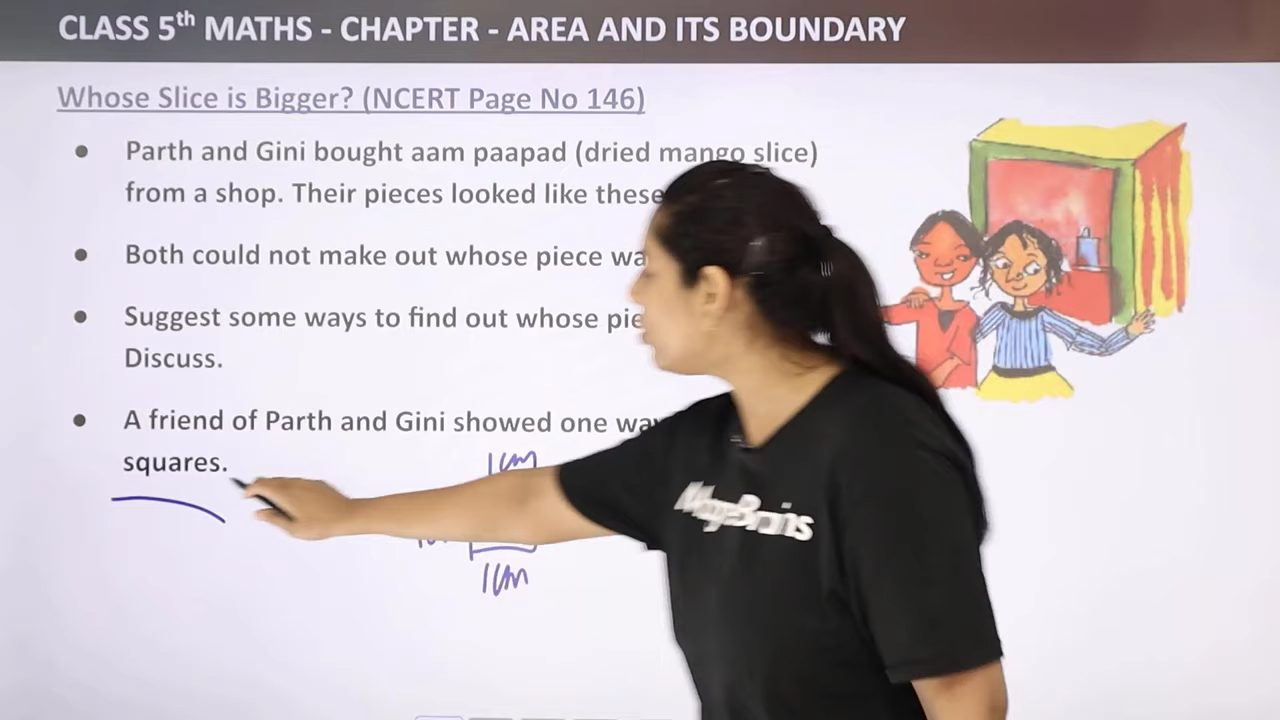 CLASS 5th MATHS - CHAPTER - AREA AND ITS BOUNDARY
Whose Slice is Bigger? (NCERT Page No 146)
● Parth and Gini bought aam paapad (dried mango slice)
from a shop. Their pieces looked like these
● Both could not make out whose piece
● Suggest some ways to find out whose
Discuss.
● A friend of Parth and Gini showed one
squares.
1cm
1cm
MagnetBrains